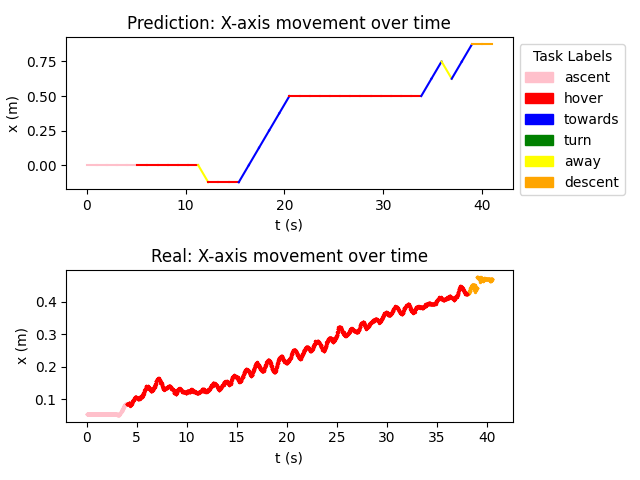 Prediction: X-axis movement over time
x (m)
0.75
0.50
0.25
0.00
0
10
20
30
40
t (s)
Task Labels
ascent
hover
towards
turn
away
descent
Real: X-axis movement over time
x (m)
0.4
0.3
0.2
0.1
0
5
10
15
20
25
30
35
40
t (s)